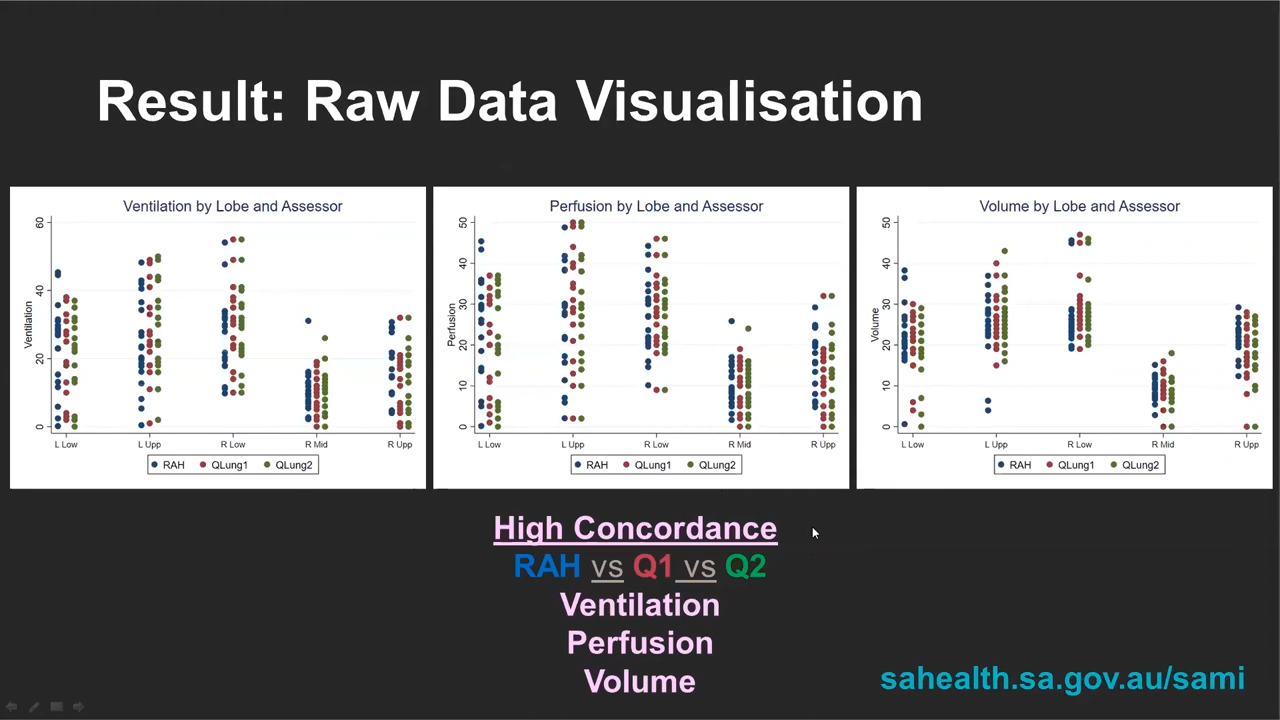 Result: Raw Data Visualisation
Ventilation by Lobe and Assessor
Ventilation
60
40
20
0
L Low L Upp R Low R Mid R Upp
RAH QLung1 QLung2
Perfusion by Lobe and Assessor
Perfusion
50
40
30
20
10
0
L Low L Upp R Low R Mid R Upp
RAH QLung1 QLung2
Volume by Lobe and Assessor
Volume
50
40
30
20
10
0
L Low L Upp R Low R Mid R Upp
RAH QLung1 QLung2
High Concordance
RAH vs Q1 vs Q2
Ventilation
Perfusion
Volume
sahealth.sa.gov.au/sami